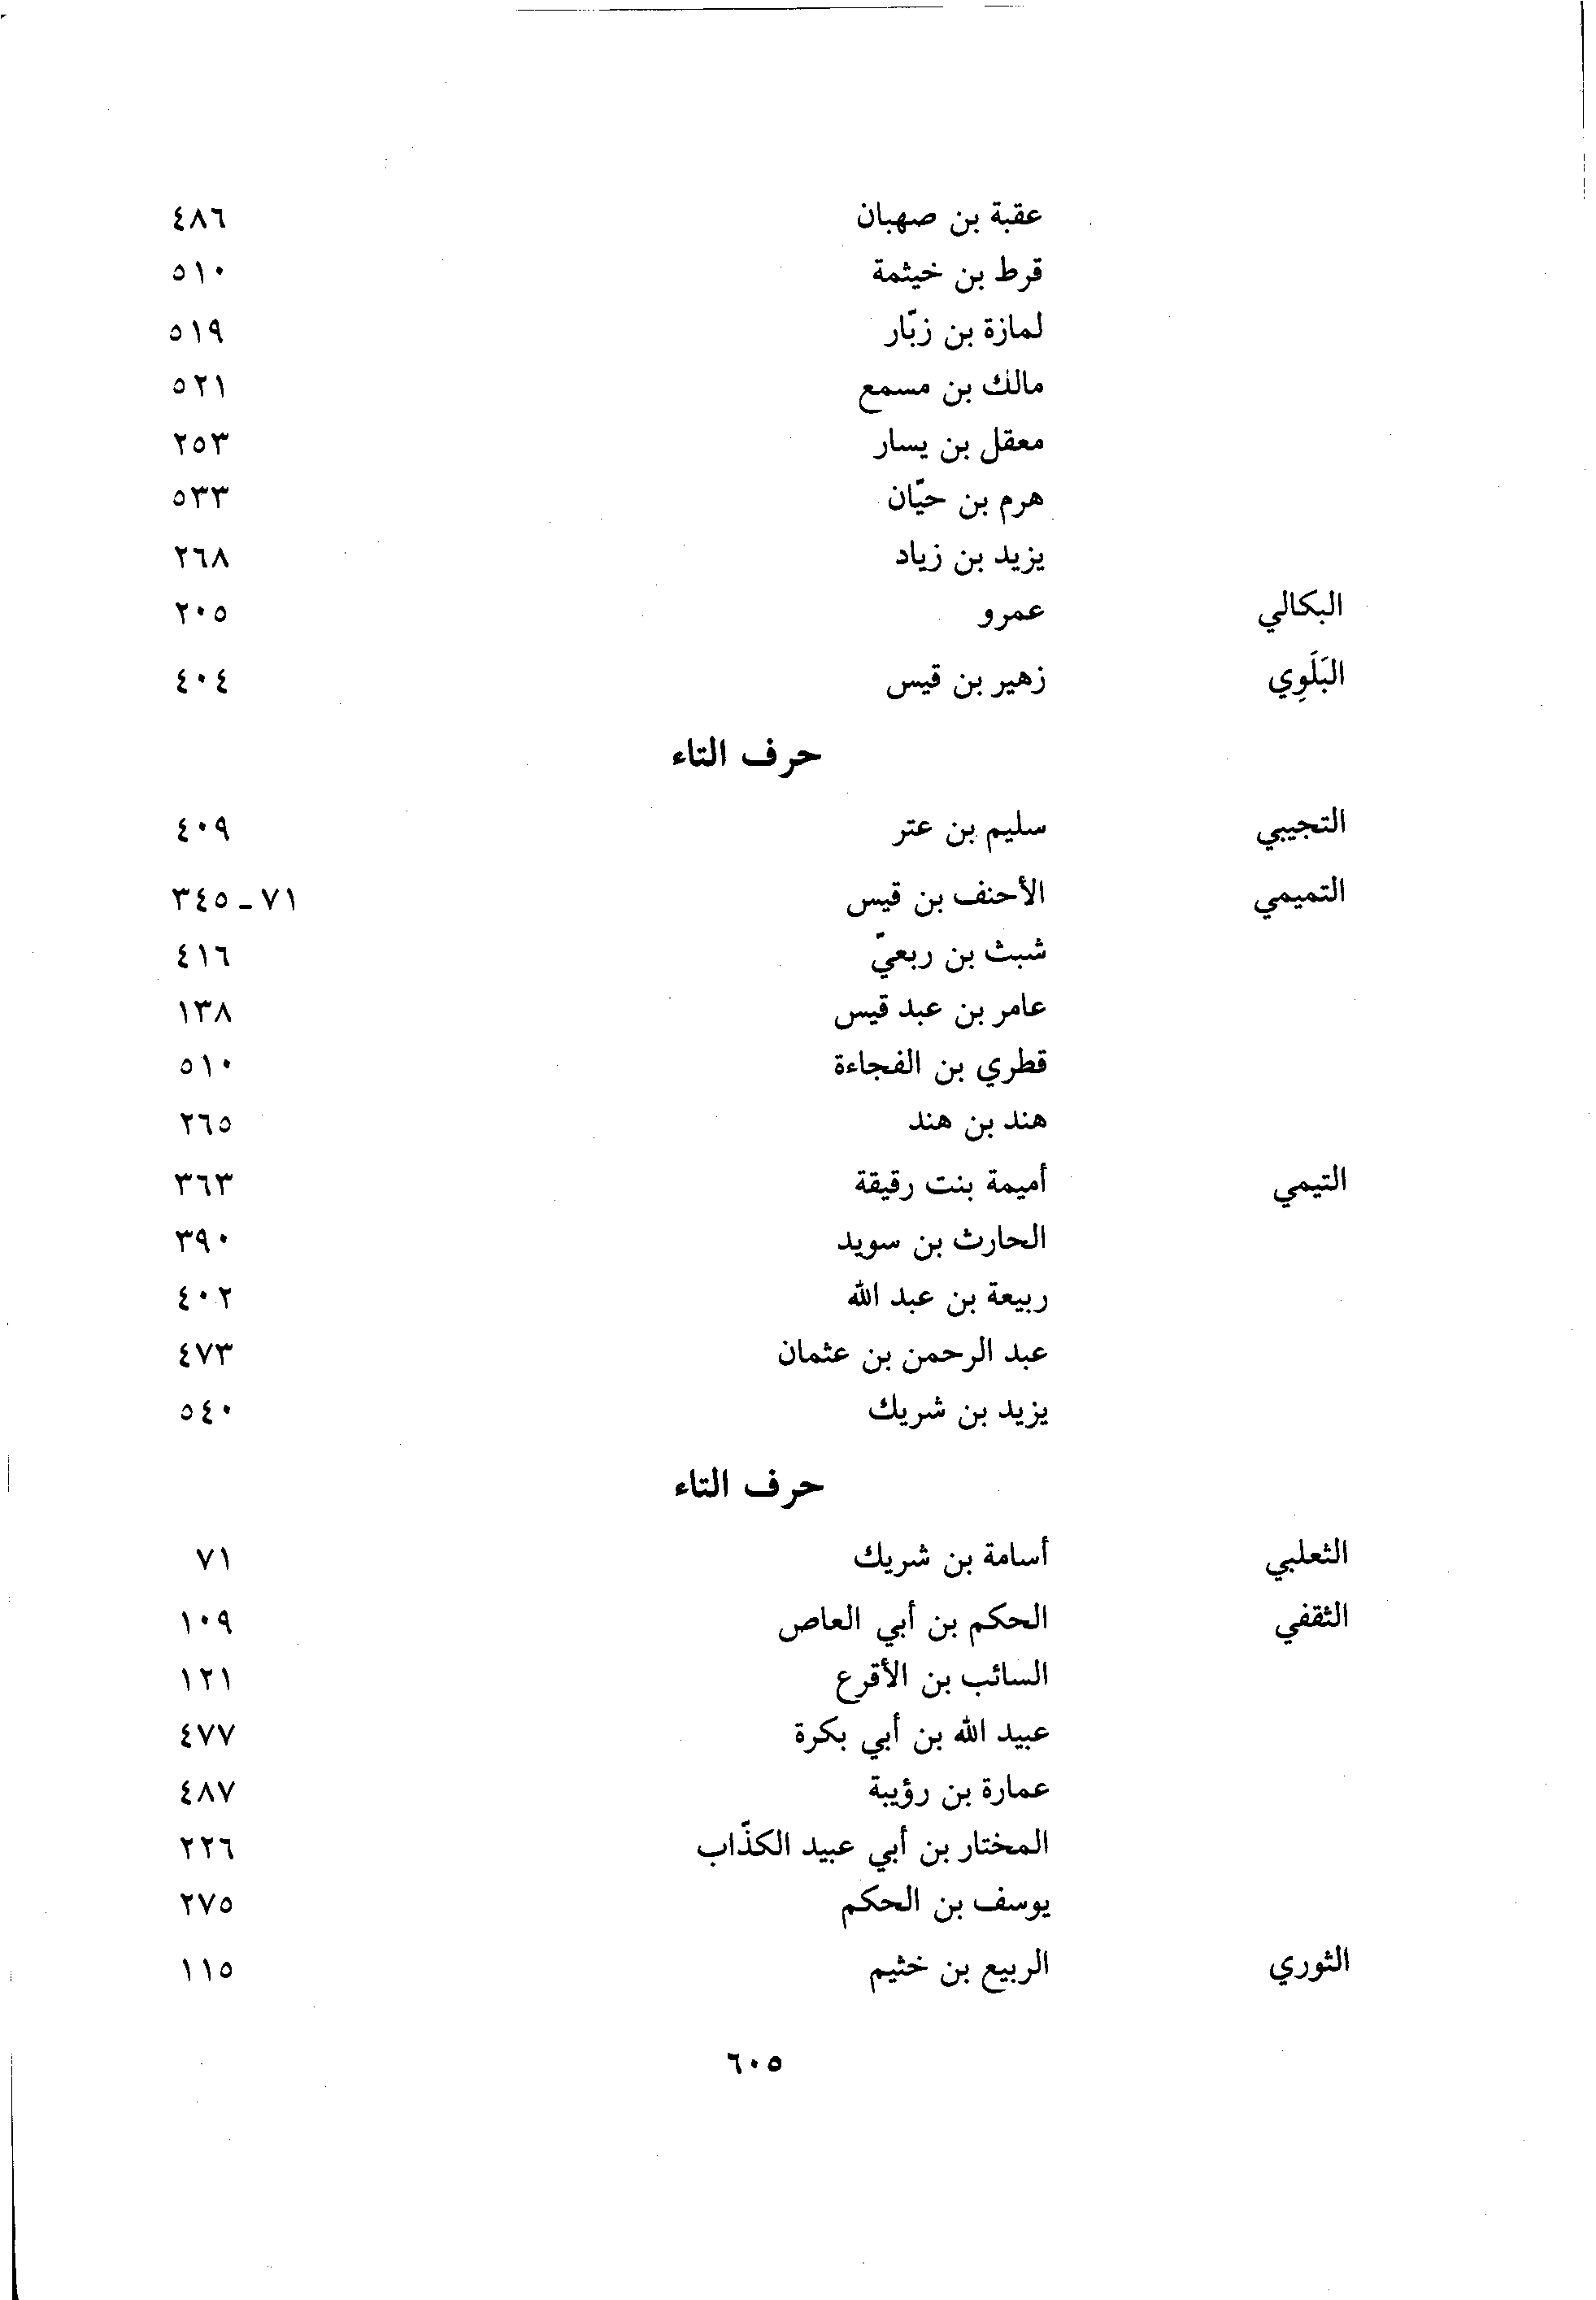 عقبة بن صهبان ٤٨٦
قرط بن خيثمة ٥١٠
لمازة بن زبّار ٥١٩
مالك بن مسمع ٥٢١
معقل بن يسار ٢٥٣
هرم بن حيّان ٥٣٣
يزيد بن زياد ٢٦٨
البكالي عمرو ٢٠٥
البَلَوِي زهير بن قيس ٤٠٤
حرف التاء
التجيبي سليم بن عتر ٤٠٩
التميمي الأحنف بن قيس ٧١ ـ ٣٤٥
شبث بن ربعيّ ٤١٦
عامر بن عبد قيس ١٣٨
قطري بن الفجاءة ٥١٠
هند بن هند ٢٦٥
التيمي أميمة بنت رقيقة ٣٦٣
الحارث بن سويد ٣٩٠
ربيعة بن عبد الله ٤٠٢
عبد الرحمن بن عثمان ٤٧٣
يزيد بن شريك ٥٤٠
حرف التاء
الثعلبي أسامة بن شريك ٧١
الثقفي الحكم بن أبي العاص ١٠٩
السائب بن الأقرع ١٢١
عبيد الله بن أبي بكرة ٤٧٧
عمارة بن رؤيبة ٤٨٧
المختار بن أبي عبيد الكذّاب ٢٢٦
يوسف بن الحكم ٢٧٥
الثوري الربيع بن خثيم ١١٥
٦٠٥